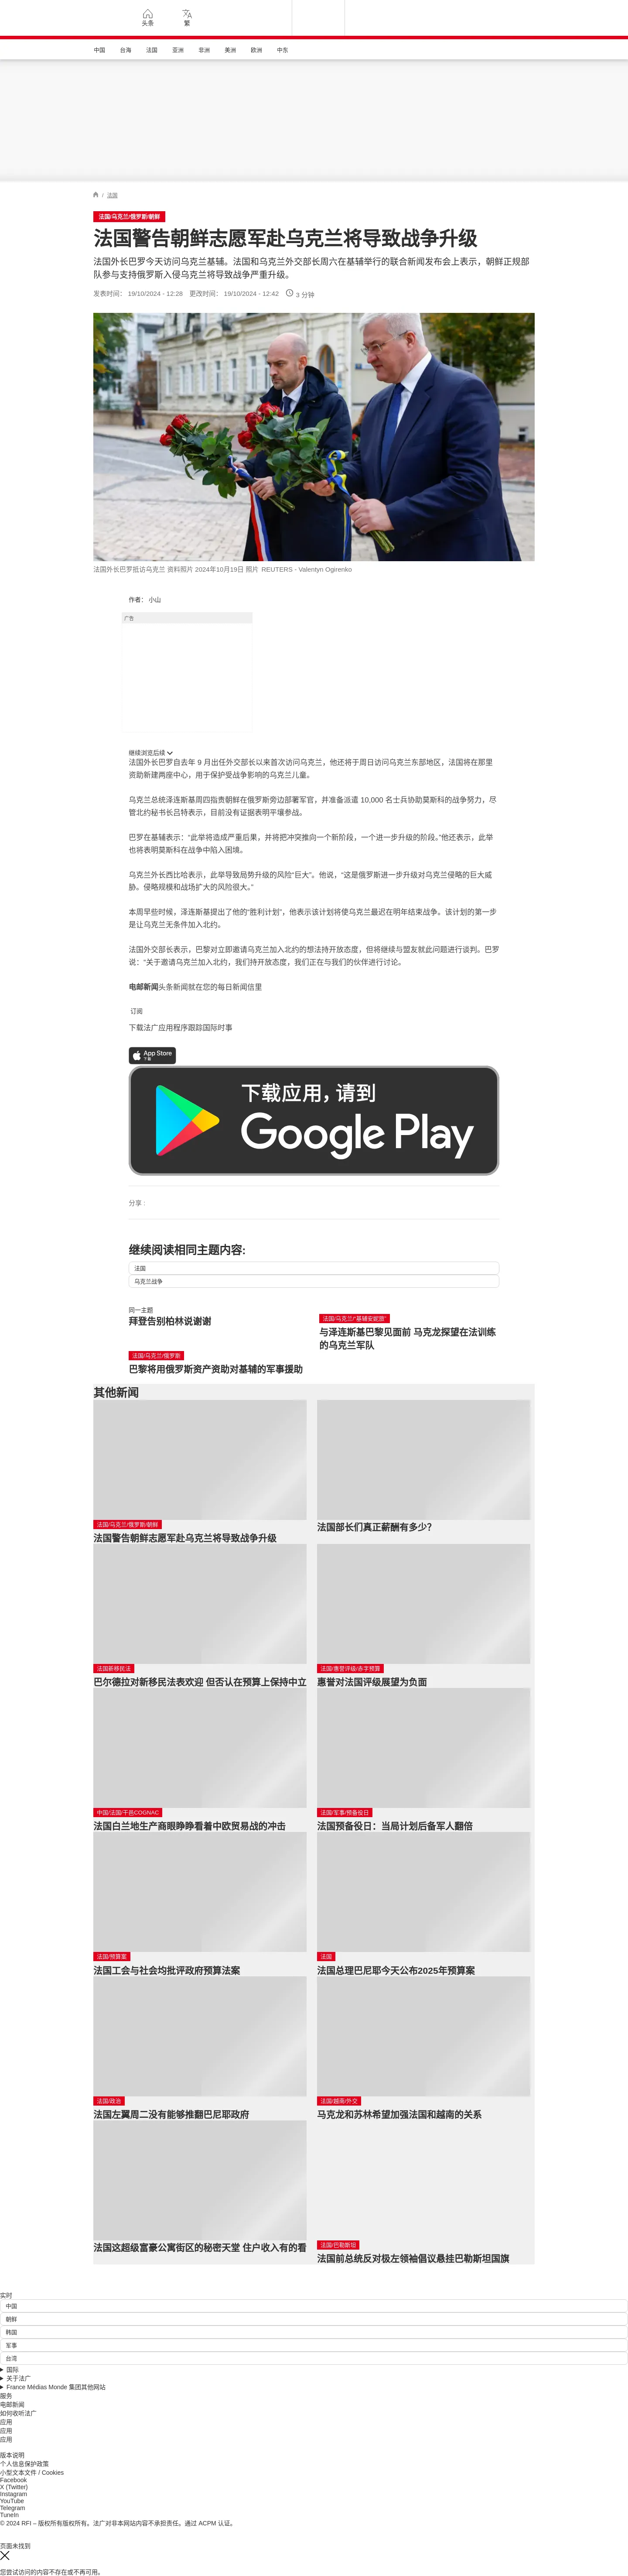 头条
繁
中国
台海
法国
亚洲
非洲
美洲
欧洲
中东
/ 法国
法国/乌克兰/俄罗斯/朝鲜
法国警告朝鲜志愿军赴乌克兰将导致战争升级
法国外长巴罗今天访问乌克兰基辅。法国和乌克兰外交部长周六在基辅举行的联合新闻发布会上表示，朝鲜正规部
队参与支持俄罗斯入侵乌克兰将导致战争严重升级。
发表时间： 19/10/2024 - 12:28 更改时间： 19/10/2024 - 12:42 3 分钟
法国外长巴罗抵访乌克兰 资料照片 2024年10月19日 照片 REUTERS - Valentyn Ogirenko
作者： 小山
广告
继续浏览后续
法国外长巴罗自去年 9 月出任外交部长以来首次访问乌克兰，他还将于周日访问乌克兰东部地区，法国将在那里
资助新建两座中心，用于保护受战争影响的乌克兰儿童。
乌克兰总统泽连斯基周四指责朝鲜在俄罗斯旁边部署军官，并准备派遣 10,000 名士兵协助莫斯科的战争努力，尽
管北约秘书长吕特表示，目前没有证据表明平壤参战。
巴罗在基辅表示：“此举将造成严重后果，并将把冲突推向一个新阶段，一个进一步升级的阶段。”他还表示，此举
也将表明莫斯科在战争中陷入困境。
乌克兰外长西比哈表示，此举导致局势升级的风险“巨大”。他说，“这是俄罗斯进一步升级对乌克兰侵略的巨大威
胁。侵略规模和战场扩大的风险很大。”
本周早些时候，泽连斯基提出了他的“胜利计划”，他表示该计划将使乌克兰最迟在明年结束战争。该计划的第一步
是让乌克兰无条件加入北约。
法国外交部长表示，巴黎对立即邀请乌克兰加入北约的想法持开放态度，但将继续与盟友就此问题进行谈判。巴罗
说：“关于邀请乌克兰加入北约，我们持开放态度，我们正在与我们的伙伴进行讨论。
电邮新闻头条新闻就在您的每日新闻信里
订阅
下载法广应用程序跟踪国际时事
App Store
下载
下载应用，请到
Google Play
分享 :
继续阅读相同主题内容:
法国
乌克兰战争
同一主题
拜登告别柏林说谢谢
法国/乌克兰/“基辅安妮旅”
与泽连斯基巴黎见面前 马克龙探望在法训练
的乌克兰军队
法国/乌克兰/俄罗斯
巴黎将用俄罗斯资产资助对基辅的军事援助
其他新闻
法国/乌克兰/俄罗斯/朝鲜
法国警告朝鲜志愿军赴乌克兰将导致战争升级
法国部长们真正薪酬有多少？
法国新移民法
巴尔德拉对新移民法表欢迎 但否认在预算上保持中立
法国/惠誉评级/赤字预算
惠誉对法国评级展望为负面
中国/法国/干邑COGNAC
法国白兰地生产商眼睁睁看着中欧贸易战的冲击
法国/军事/预备役日
法国预备役日：当局计划后备军人翻倍
法国/预算案
法国工会与社会均批评政府预算法案
法国
法国总理巴尼耶今天公布2025年预算案
法国/政治
法国左翼周二没有能够推翻巴尼耶政府
法国/越南/外交
马克龙和苏林希望加强法国和越南的关系
法国这超级富豪公寓街区的秘密天堂 住户收入有的看
法国/巴勒斯坦
法国前总统反对极左领袖倡议悬挂巴勒斯坦国旗
实时
中国
朝鲜
韩国
军事
台湾
国际
关于法广
France Médias Monde 集团其他网站
服务
电邮新闻
如何收听法广
应用
应用
应用
版本说明
个人信息保护政策
小型文本文件 / Cookies
Facebook
X (Twitter)
Instagram
YouTube
Telegram
TuneIn
© 2024 RFI – 版权所有版权所有。法广对非本网站内容不承担责任。通过 ACPM 认证。
页面未找到
您尝试访问的内容不存在或不再可用。